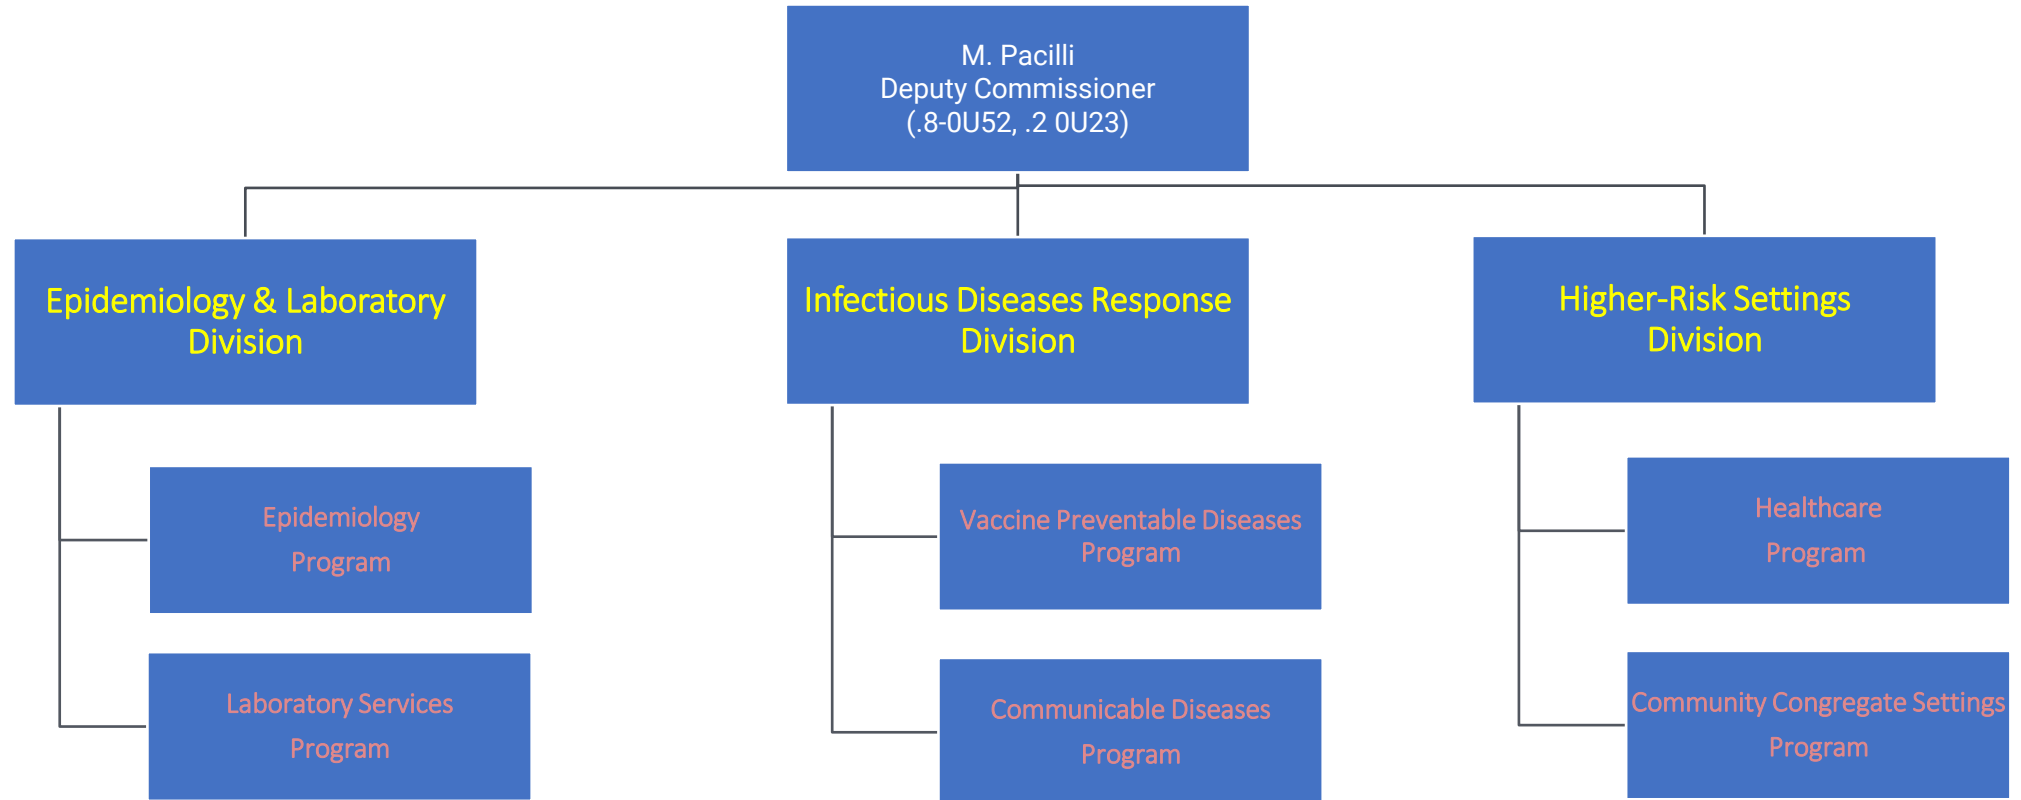 M. Pacilli
Deputy Commissioner
(.8-0U52, .2 0U23)
Epidemiology & Laboratory
Division
Infectious Diseases Response
Division
Higher-Risk Settings
Division
Epidemiology
Program
Laboratory Services
Program
Vaccine Preventable Diseases
Program
Communicable Diseases
Program
Healthcare
Program
Community Congregate Settings
Program